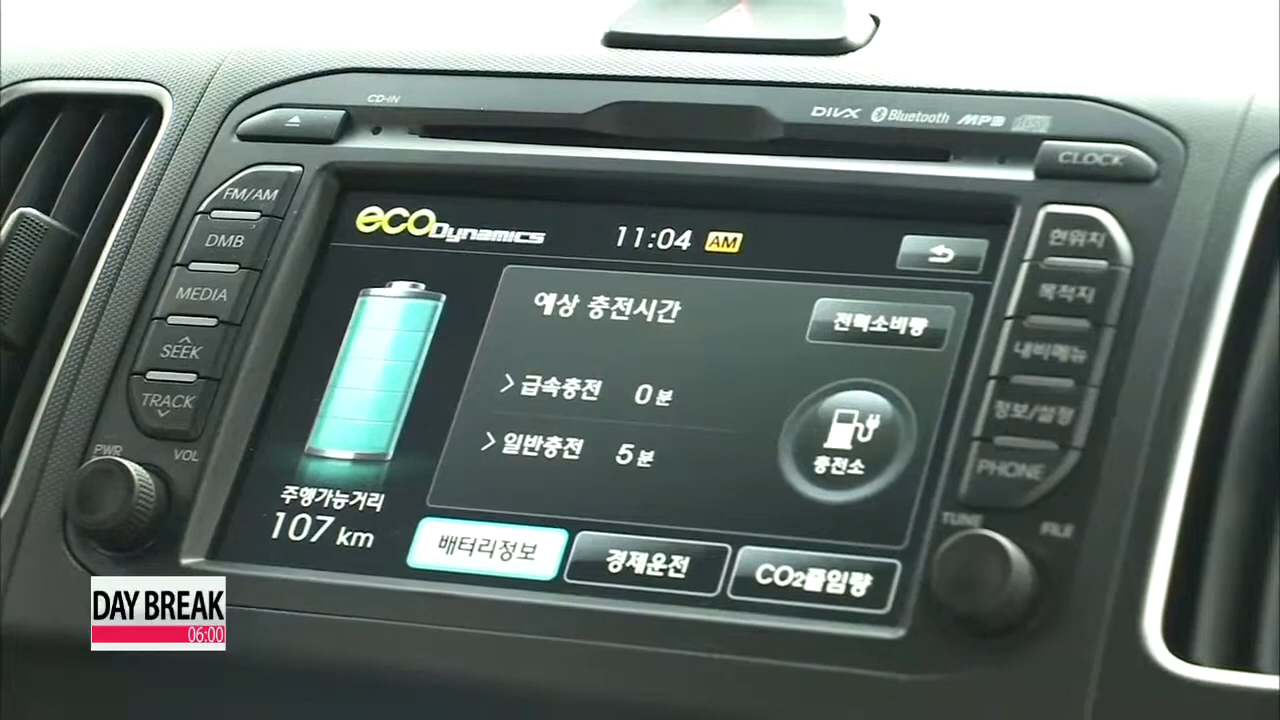 CD-IN
DIVX Bluetooth MP3
CLOCK
FM/AM
DMB
MEDIA
SEEK
TRACK
PWR
VOL
eco Dynamics 11:04 AM
예상 충전시간
전력소비량
급속충전 0분
일반충전 5분
충전소
주행가능거리
107 km
배터리정보
경제운전
CO2줄임량
현위치
목적지
내비메뉴
정보/설정
PHONE
TUNE
FILE
DAY BREAK
06:00